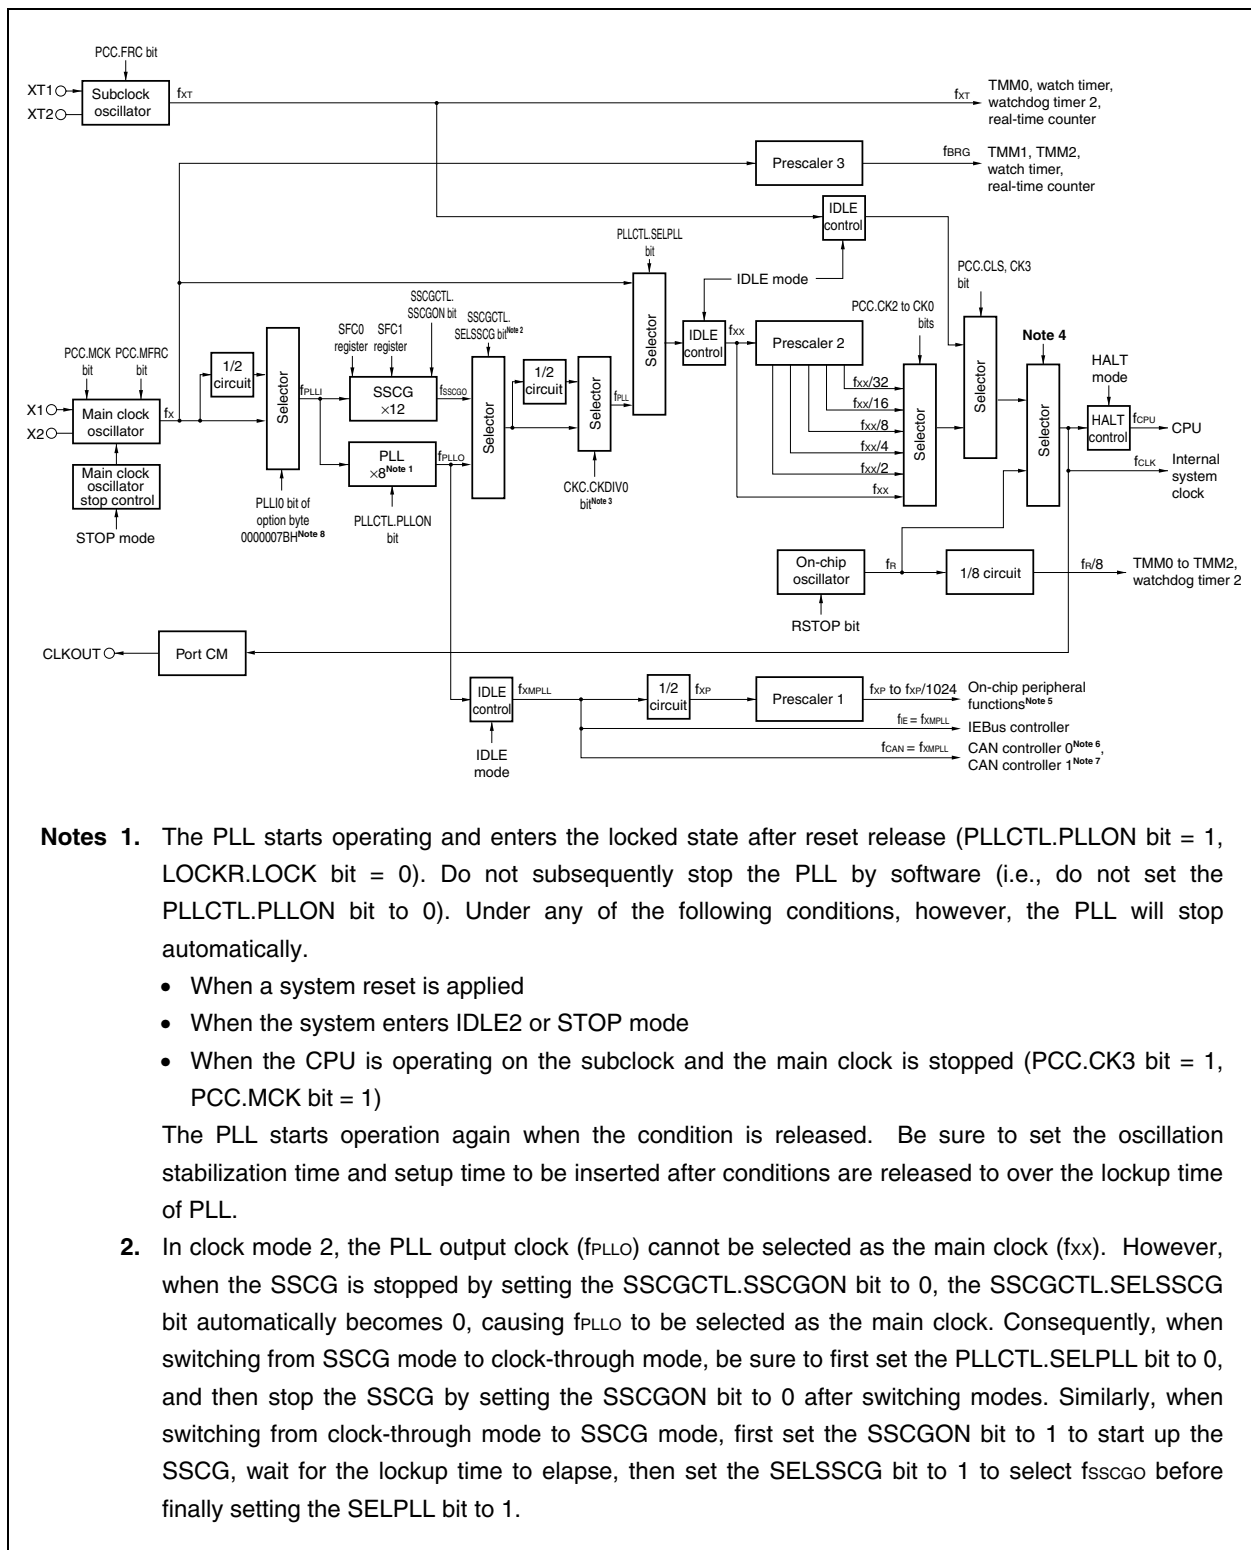 PCC.FRC bit
XT1
XT2
Subclock
oscillator
fXT
fXT
TMM0, watch timer,
watchdog timer 2,
real-time counter
Prescaler 3
fBRG
TMM1, TMM2,
watch timer,
real-time counter
IDLE
control
IDLE mode
PLLCTL.SELPLL
bit
Selector
IDLE
control
fXX
Prescaler 2
PCC.CK2 to CK0
bits
PCC.CLS, CK3
bit
Selector
Note 4
HALT
mode
PCC.MCK
bit
PCC.MFRC
bit
X1
X2
Main clock
oscillator
fX
Main clock
oscillator
stop control
STOP mode
1/2
circuit
Selector
PLLI0 bit of
option byte
0000007BH Note 8
fPLLI
SFC0
register
SFC1
register
SSCGCTL.
SSCGON bit
SSCG
×12
fSSCGO
PLL
×8 Note 1
fPLLO
PLLCTL.PLLON
bit
SSCGCTL.
SELSSCG bit Note 2
Selector
1/2
circuit
Selector
fPLL
CKC.CKDIV0
bit Note 3
fXX/32
fXX/16
fXX/8
fXX/4
fXX/2
fXX
Selector
Selector
HALT
control
fCPU
CPU
fCLK
Internal
system
clock
On-chip
oscillator
fR
RSTOP bit
1/8 circuit
fR/8
TMM0 to TMM2,
watchdog timer 2
CLKOUT
Port CM
IDLE
control
IDLE
mode
fXMPLL
1/2
circuit
fXP
Prescaler 1
fXP to fXP/1024
On-chip peripheral
functions Note 5
fIE = fXMPLL
IEBus controller
fCAN = fXMPLL
CAN controller 0 Note 6,
CAN controller 1 Note 7
Notes 1. The PLL starts operating and enters the locked state after reset release (PLLCTL.PLLON bit = 1,
LOCKR.LOCK bit = 0). Do not subsequently stop the PLL by software (i.e., do not set the
PLLCTL.PLLON bit to 0). Under any of the following conditions, however, the PLL will stop
automatically.
• When a system reset is applied
• When the system enters IDLE2 or STOP mode
• When the CPU is operating on the subclock and the main clock is stopped (PCC.CK3 bit = 1,
PCC.MCK bit = 1)
The PLL starts operation again when the condition is released. Be sure to set the oscillation
stabilization time and setup time to be inserted after conditions are released to over the lockup time
of PLL.
2. In clock mode 2, the PLL output clock (fPLLO) cannot be selected as the main clock (fXX). However,
when the SSCG is stopped by setting the SSCGCTL.SSCGON bit to 0, the SSCGCTL.SELSSCG
bit automatically becomes 0, causing fPLLO to be selected as the main clock. Consequently, when
switching from SSCG mode to clock-through mode, be sure to first set the PLLCTL.SELPLL bit to 0,
and then stop the SSCG by setting the SSCGON bit to 0 after switching modes. Similarly, when
switching from clock-through mode to SSCG mode, first set the SSCGON bit to 1 to start up the
SSCG, wait for the lockup time to elapse, then set the SELSSCG bit to 1 to select fSSCGO before
finally setting the SELPLL bit to 1.